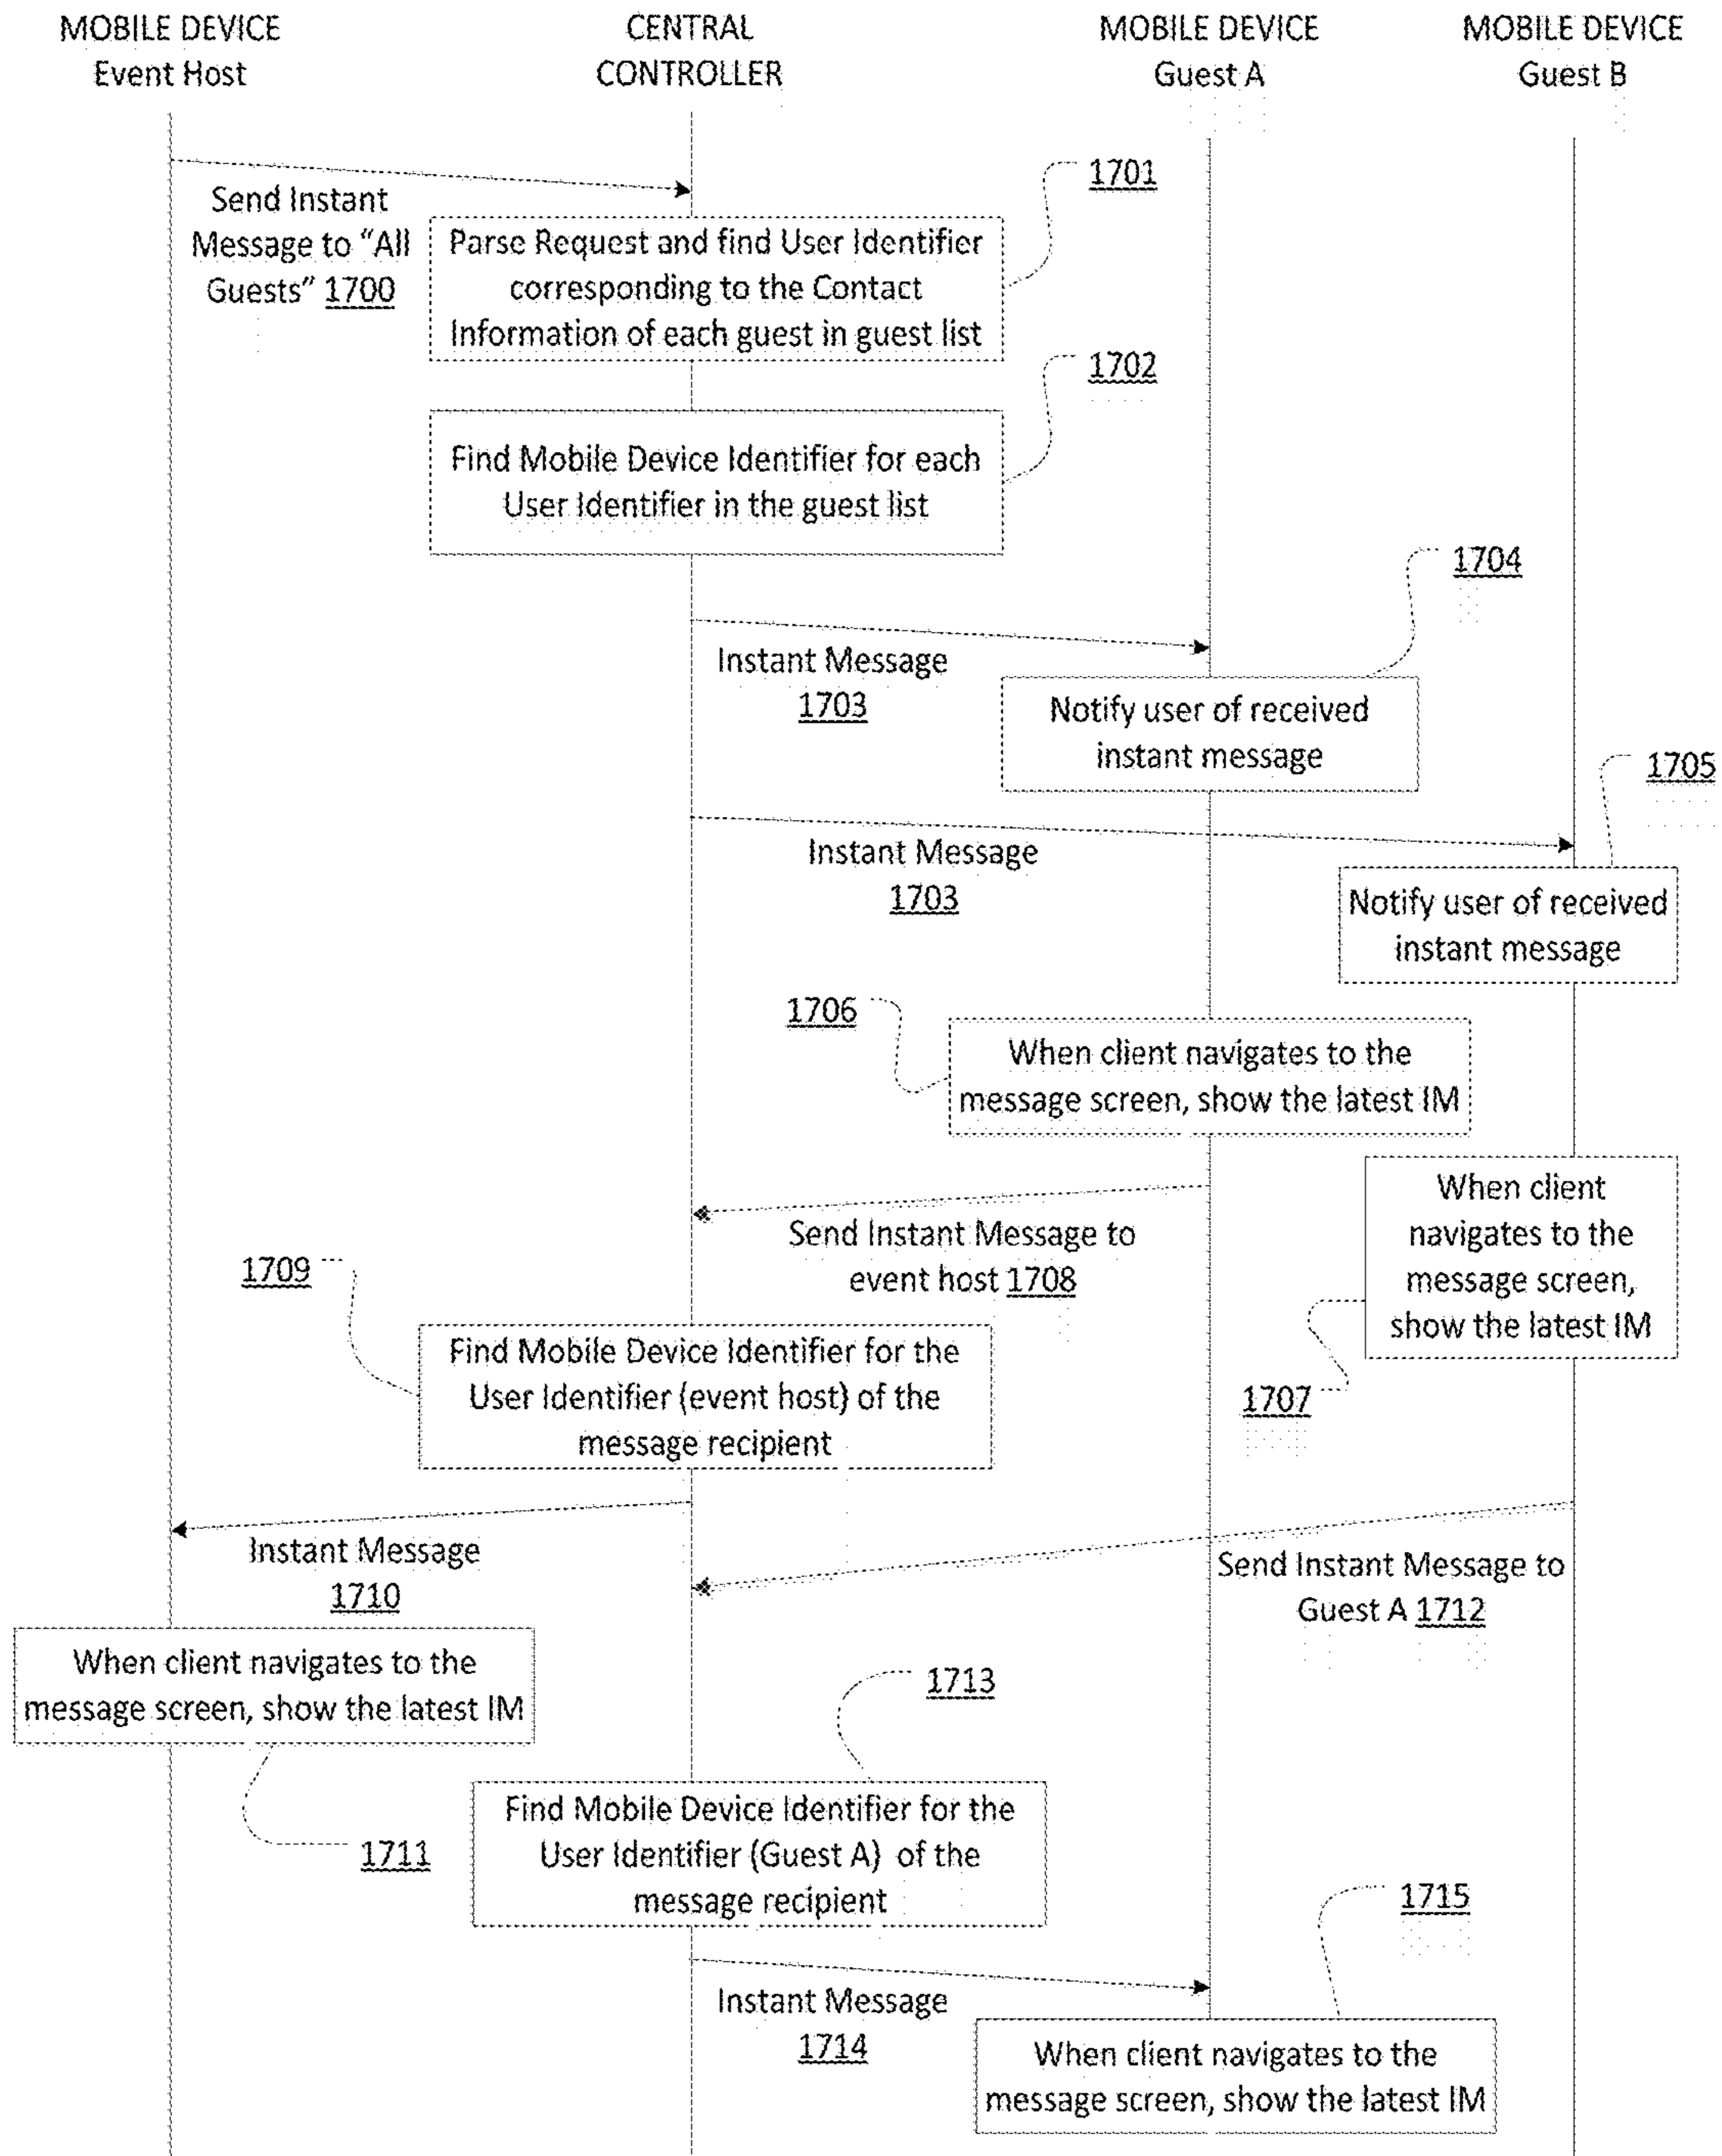 MOBILE DEVICE
Event Host
CENTRAL
CONTROLLER
MOBILE DEVICE
Guest A
MOBILE DEVICE
Guest B
Send Instant
Message to “All
Guests” 1700
1701
Parse Request and find User Identifier
corresponding to the Contact
Information of each guest in guest list
1702
Find Mobile Device Identifier for each
User Identifier in the guest list
1704
Instant Message
1703
Notify user of received
instant message
1705
Instant Message
1703
Notify user of received
instant message
1706
When client navigates to the
message screen, show the latest IM
When client
navigates to the
message screen,
show the latest IM
1707
Send Instant Message to
event host 1708
1709
Find Mobile Device Identifier for the
User Identifier (event host) of the
message recipient
Instant Message
1710
Send Instant Message to
Guest A 1712
When client navigates to the
message screen, show the latest IM
1711
1713
Find Mobile Device Identifier for the
User Identifier (Guest A) of the
message recipient
1715
Instant Message
1714
When client navigates to the
message screen, show the latest IM